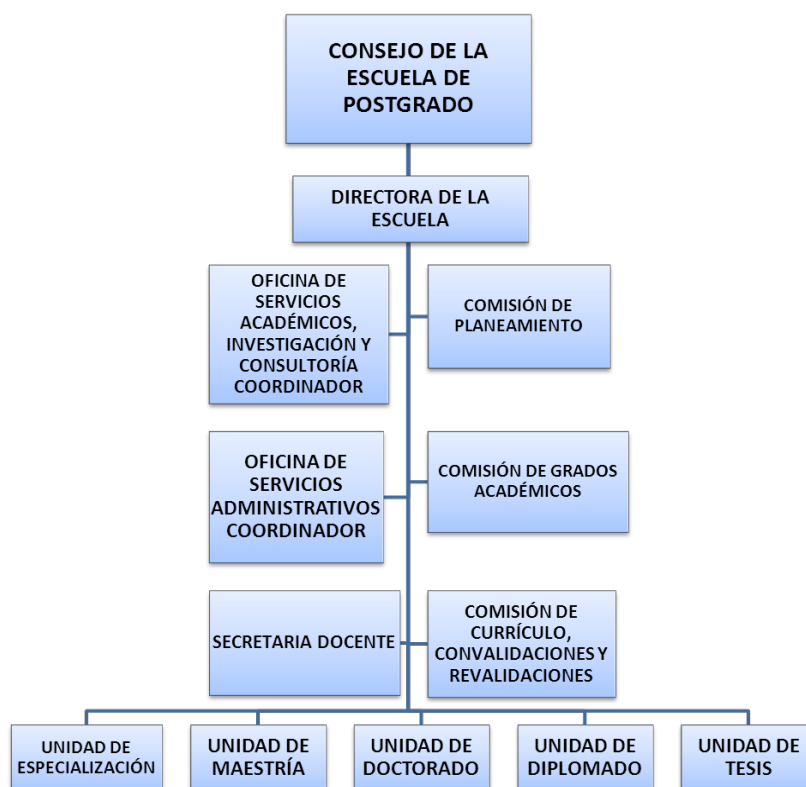 CONSEJO DE LA
ESCUELA DE
POSTGRADO
DIRECTORA DE LA
ESCUELA
OFICINA DE
SERVICIOS
ACADÉMICOS,
INVESTIGACIÓN Y
CONSULTORÍA
COORDINADOR
COMISIÓN DE
PLANEAMIENTO
OFICINA DE
SERVICIOS
ADMINISTRATIVOS
COORDINADOR
COMISIÓN DE GRADOS
ACADÉMICOS
SECRETARIA DOCENTE
COMISIÓN DE
CURRÍCULO,
CONVALIDACIONES Y
REVALIDACIONES
UNIDAD DE
ESPECIALIZACIÓN
UNIDAD DE
MAESTRÍA
UNIDAD DE
DOCTORADO
UNIDAD DE
DIPLOMADO
UNIDAD DE
TESIS